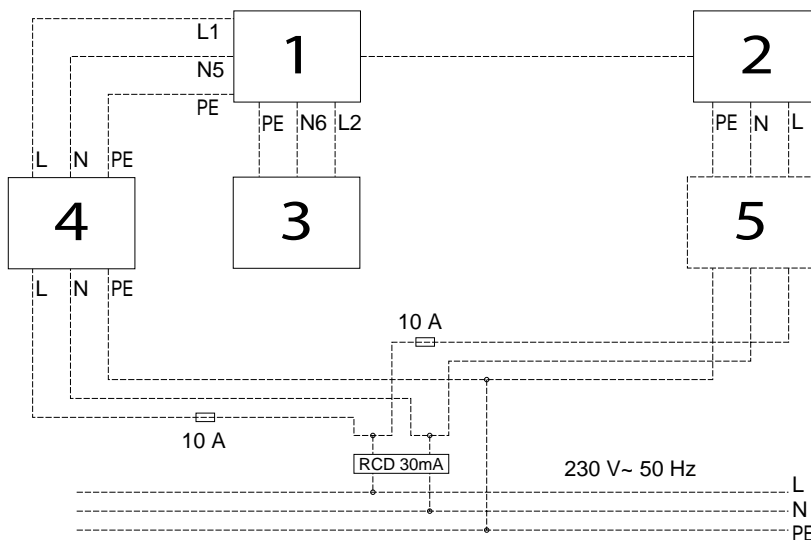 L1
1
2
N5
PE
PE N6 L2
PE N L
L N PE
4
3
5
L N PE
10 A
10 A
RCD 30mA
230 V~ 50 Hz
L
N
PE